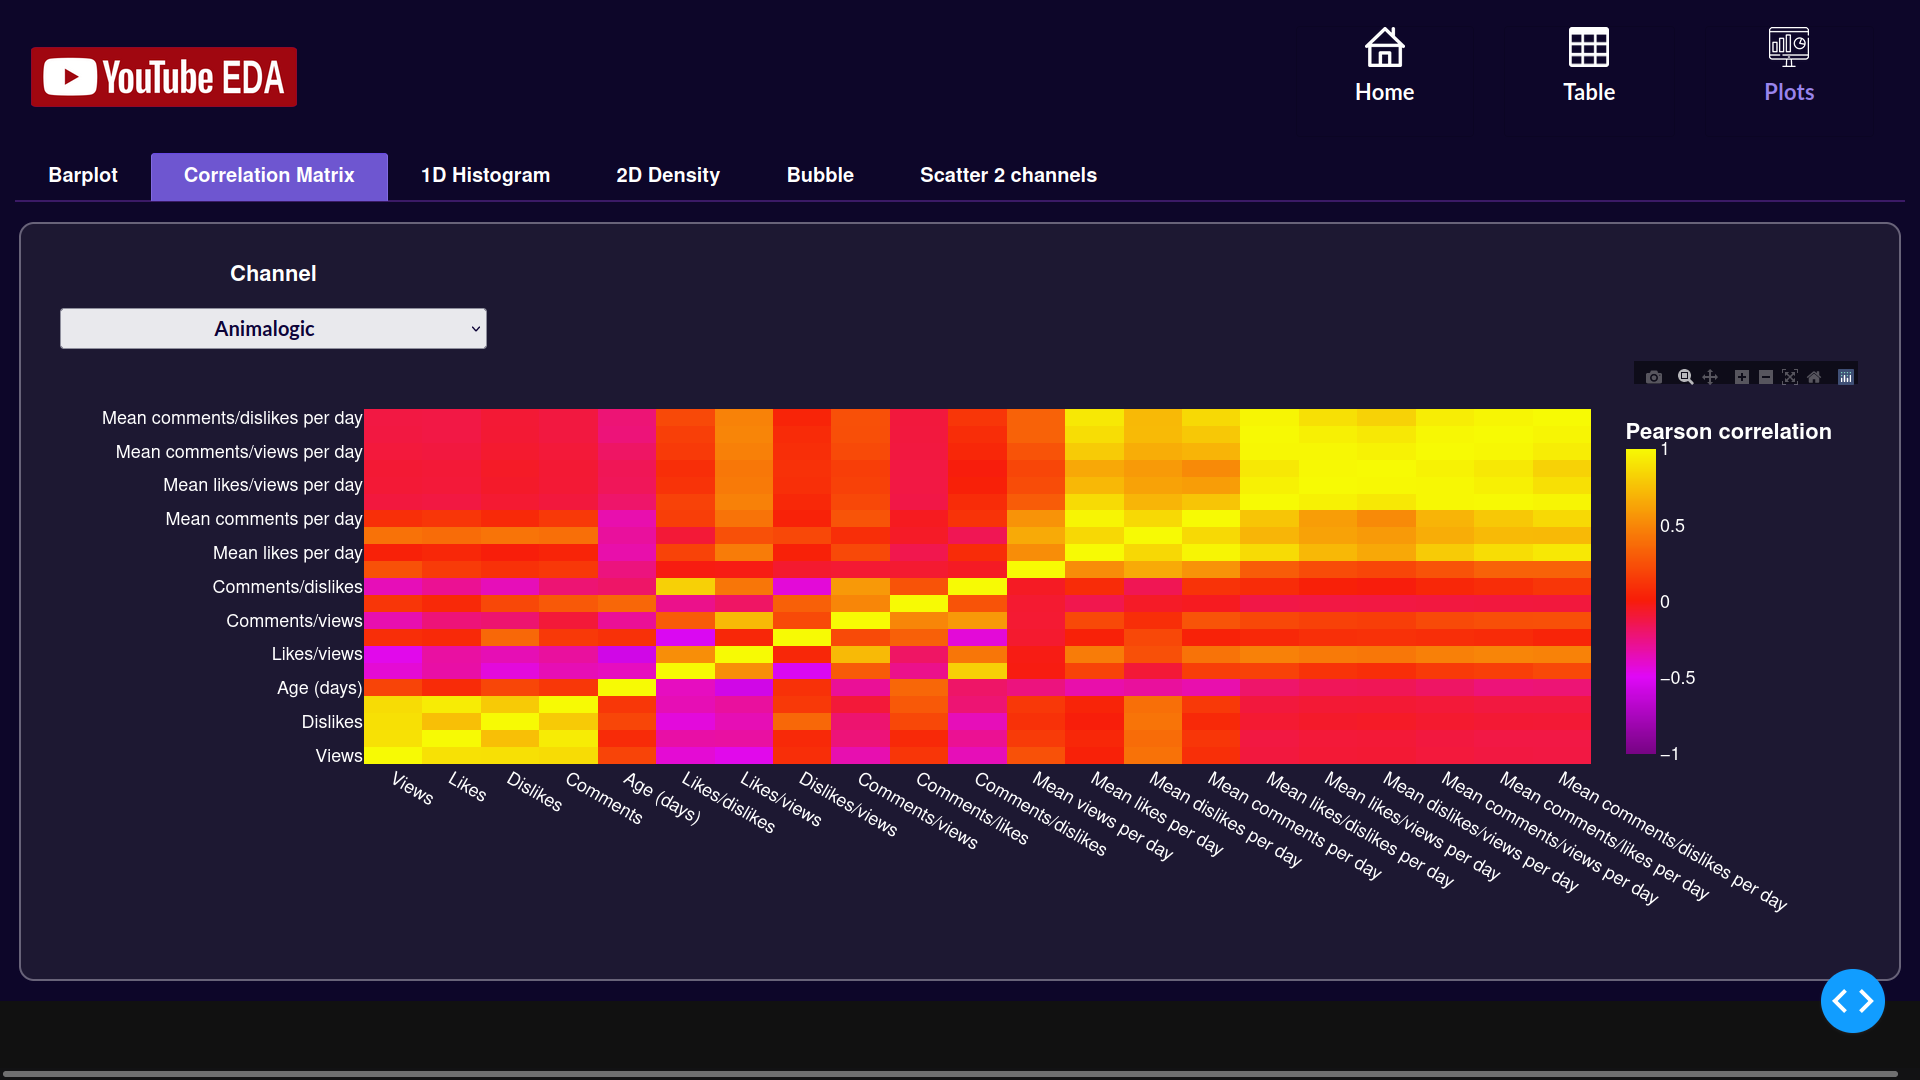 YouTube EDA
Home
Table
Plots
Barplot
Correlation Matrix
1D Histogram
2D Density
Bubble
Scatter 2 channels
Channel
Animalogic
Mean comments/dislikes per day
Mean comments/views per day
Mean likes/views per day
Mean comments per day
Mean likes per day
Comments/dislikes
Comments/views
Likes/views
Age (days)
Dislikes
Views
Views
Likes
Dislikes
Comments
Age (days)
Likes/dislikes
Likes/views
Dislikes/views
Comments/views
Comments/likes
Comments/dislikes
Mean views per day
Mean likes per day
Mean dislikes per day
Mean comments per day
Mean likes/dislikes per day
Mean likes/views per day
Mean dislikes/views per day
Mean comments/views per day
Mean comments/likes per day
Mean comments/dislikes per day
Pearson correlation
1
0.5
0
−0.5
−1